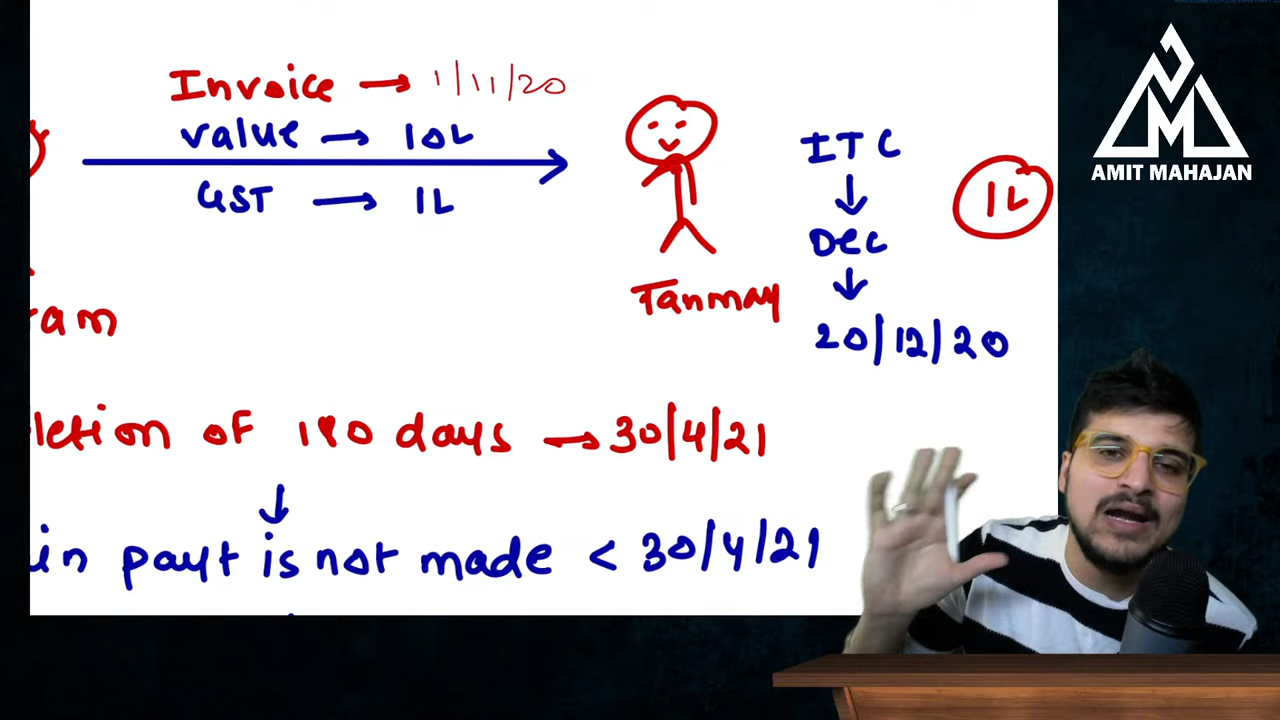 Invoice → 1/11/20
value → 10L
GST → 1L
ITC
↓
Dec
↓
20/12/20
1L
Tanmay
ram
letion of 180 days → 30/4/21
↓
in payt is not made < 30/4/21
AMIT MAHAJAN